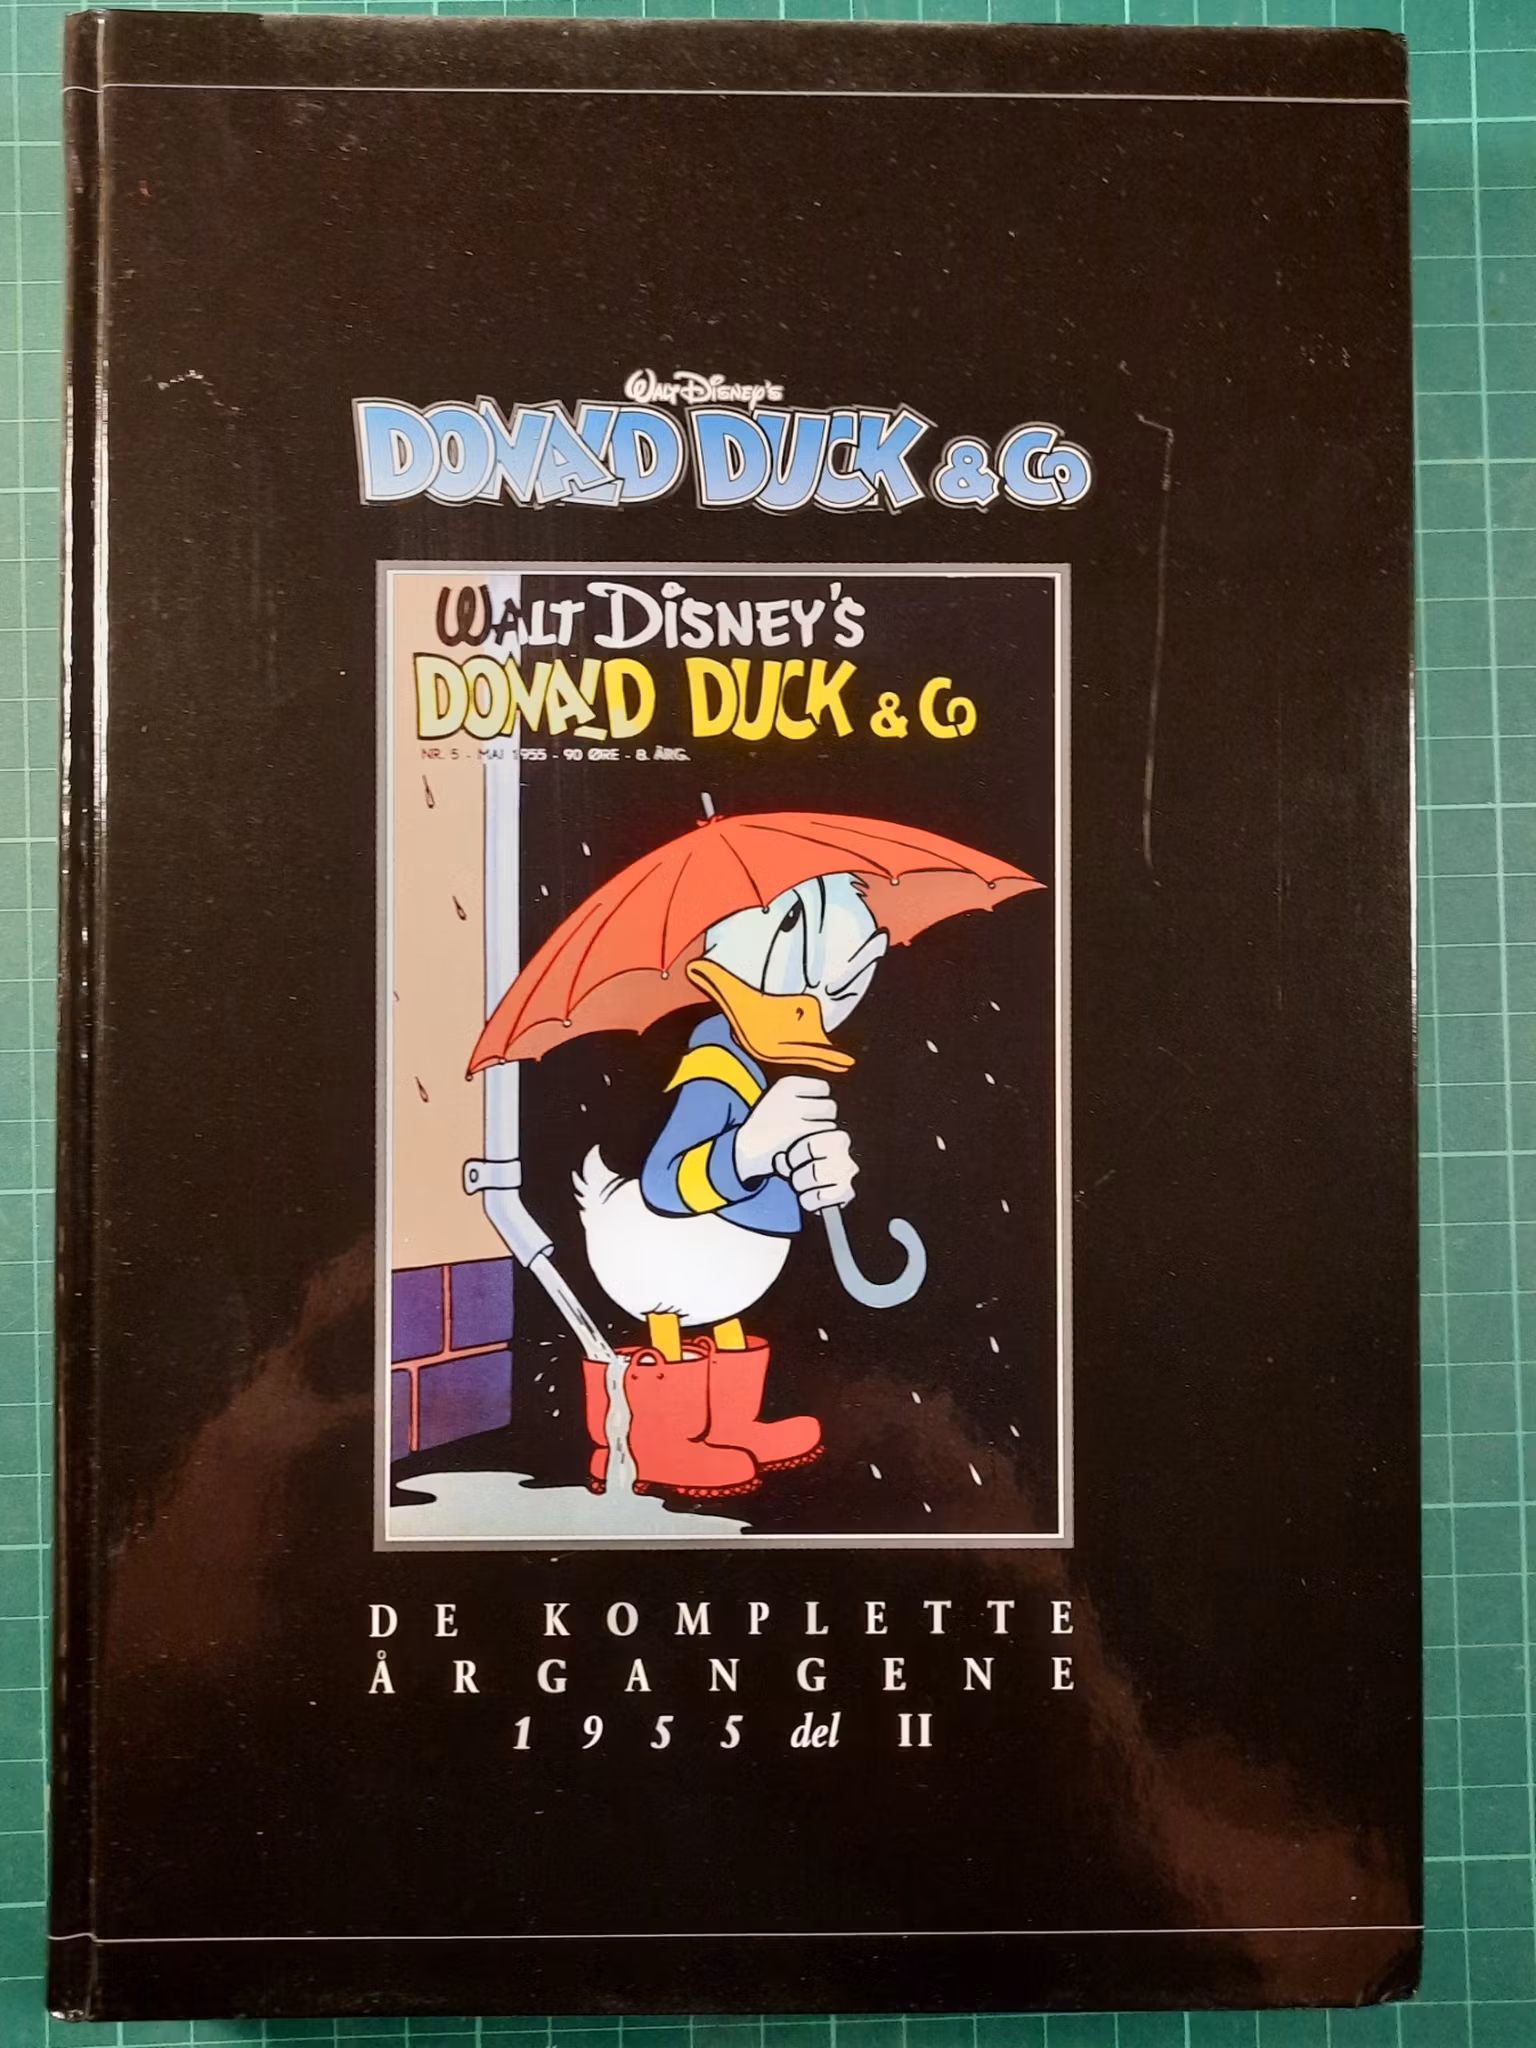 Walt Disney's
DONALD DUCK & Co
WALT DISNEY'S
DONALD DUCK & Co
NR. 5 - MAI 1955 - 90 ØRE - 8. ÅRG.
DE KOMPLETTE
ÅRGANGENE
1955 del II